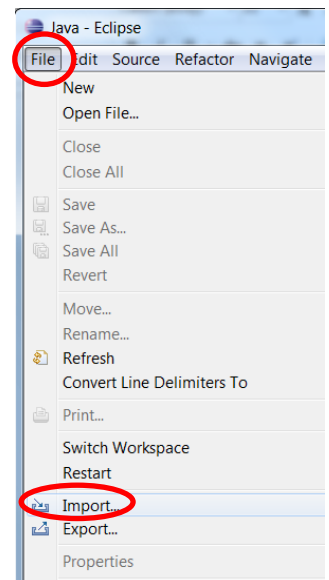 Java - Eclipse
File Edit Source Refactor Navigate
New
Open File...
Close
Close All
Save
Save As...
Save All
Revert
Move...
Rename...
Refresh
Convert Line Delimiters To
Print...
Switch Workspace
Restart
Import...
Export...
Properties